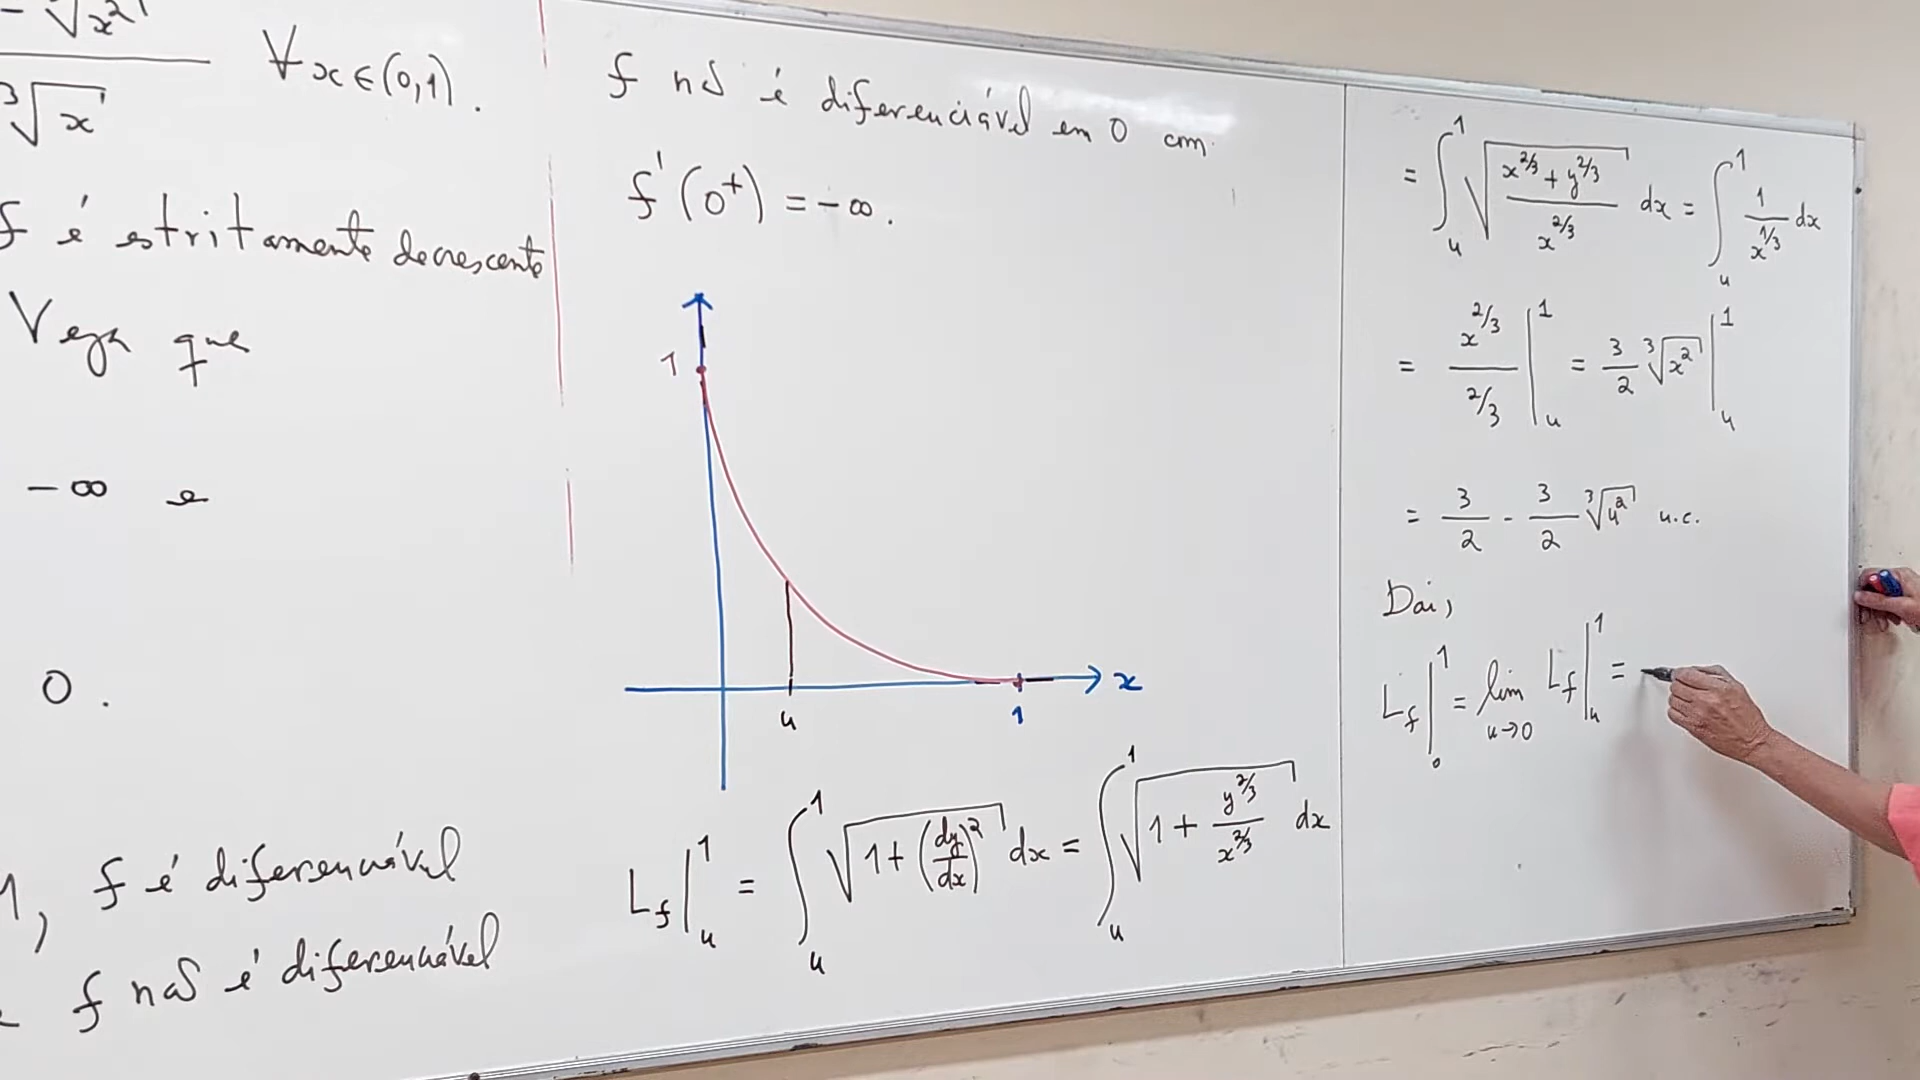 - √x²
∛x ∀x∈(0,1).
f é estritamente decrescente
Veja que
-∞ e
0.
1, f é diferenciável
f não é diferenciável
f não é diferenciável em 0 com
f'(0⁺) = -∞.
1
u 1 x
L_f |_u^1 = ∫_u^1 √(1+(dy/dx)²) dx = ∫_u^1 √(1 + y^{2/3}/x^{2/3}) dx
= ∫_u^1 √((x^{2/3} + y^{2/3})/x^{2/3}) dx = ∫_u^1 1/x^{1/3} dx
= x^{2/3}/(2/3) |_u^1 = 3/2 ∛x² |_u^1
= 3/2 - 3/2 ∛u² u.c.
Daí,
L_f |_0^1 = lim_{u→0} L_f |_u^1 =